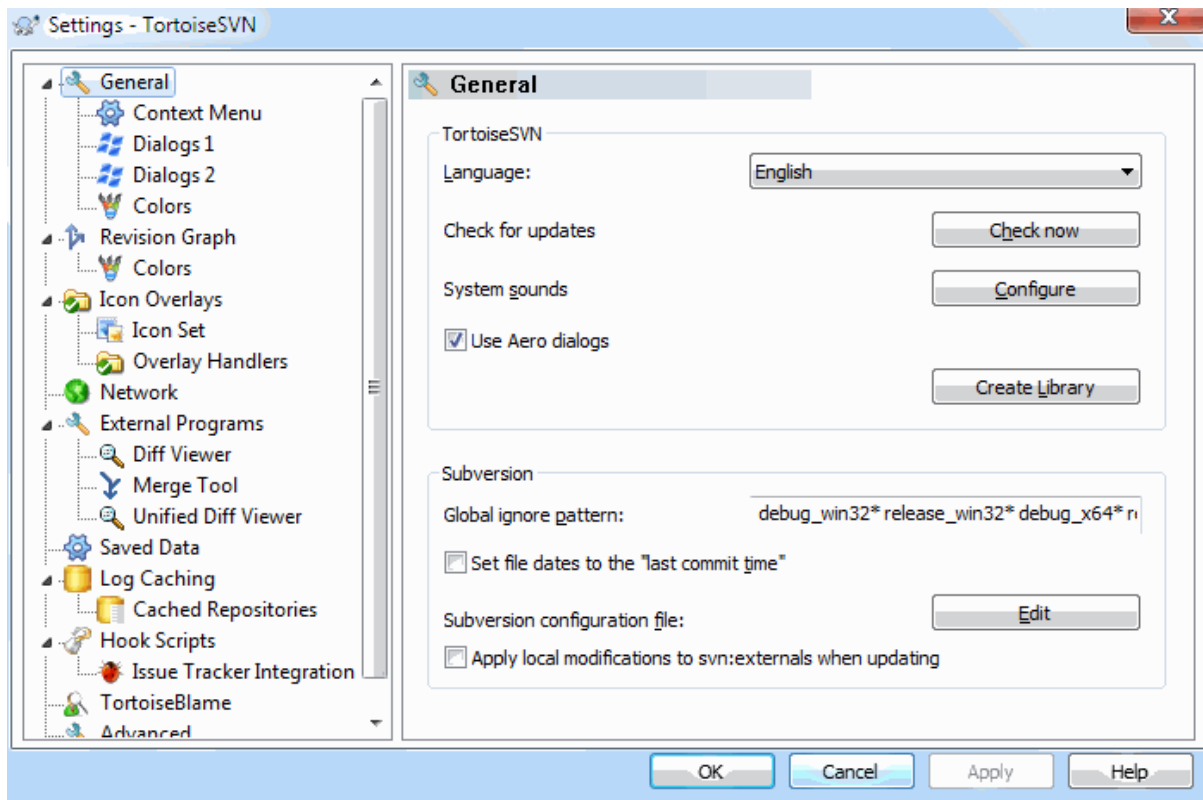 Settings - TortoiseSVN
General
Context Menu
Dialogs 1
Dialogs 2
Colors
Revision Graph
Colors
Icon Overlays
Icon Set
Overlay Handlers
Network
External Programs
Diff Viewer
Merge Tool
Unified Diff Viewer
Saved Data
Log Caching
Cached Repositories
Hook Scripts
Issue Tracker Integration
TortoiseBlame
Advanced
General
TortoiseSVN
Language: English
Check for updates Check now
System sounds Configure
Use Aero dialogs
Create Library
Subversion
Global ignore pattern: debug_win32* release_win32* debug_x64*
Set file dates to the "last commit time"
Subversion configuration file: Edit
Apply local modifications to svn:externals when updating
OK Cancel Apply Help